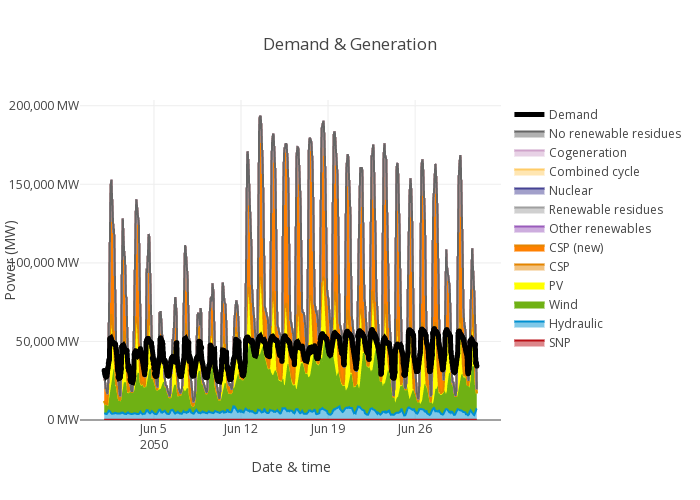 Demand & Generation
200,000 MW
150,000 MW
100,000 MW
50,000 MW
0 MW
Power (MW)
Jun 5
2050
Jun 12
Jun 19
Jun 26
Date & time
Demand
No renewable residues
Cogeneration
Combined cycle
Nuclear
Renewable residues
Other renewables
CSP (new)
CSP
PV
Wind
Hydraulic
SNP